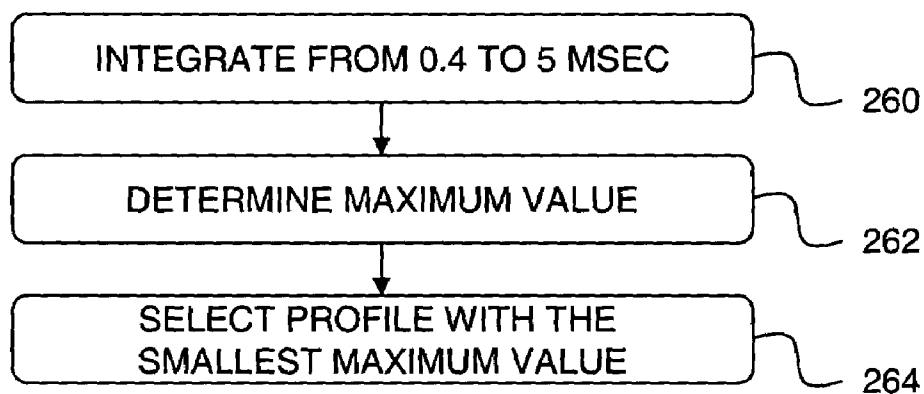 INTEGRATE FROM 0.4 TO 5 MSEC
260
DETERMINE MAXIMUM VALUE
262
SELECT PROFILE WITH THE
SMALLEST MAXIMUM VALUE
264